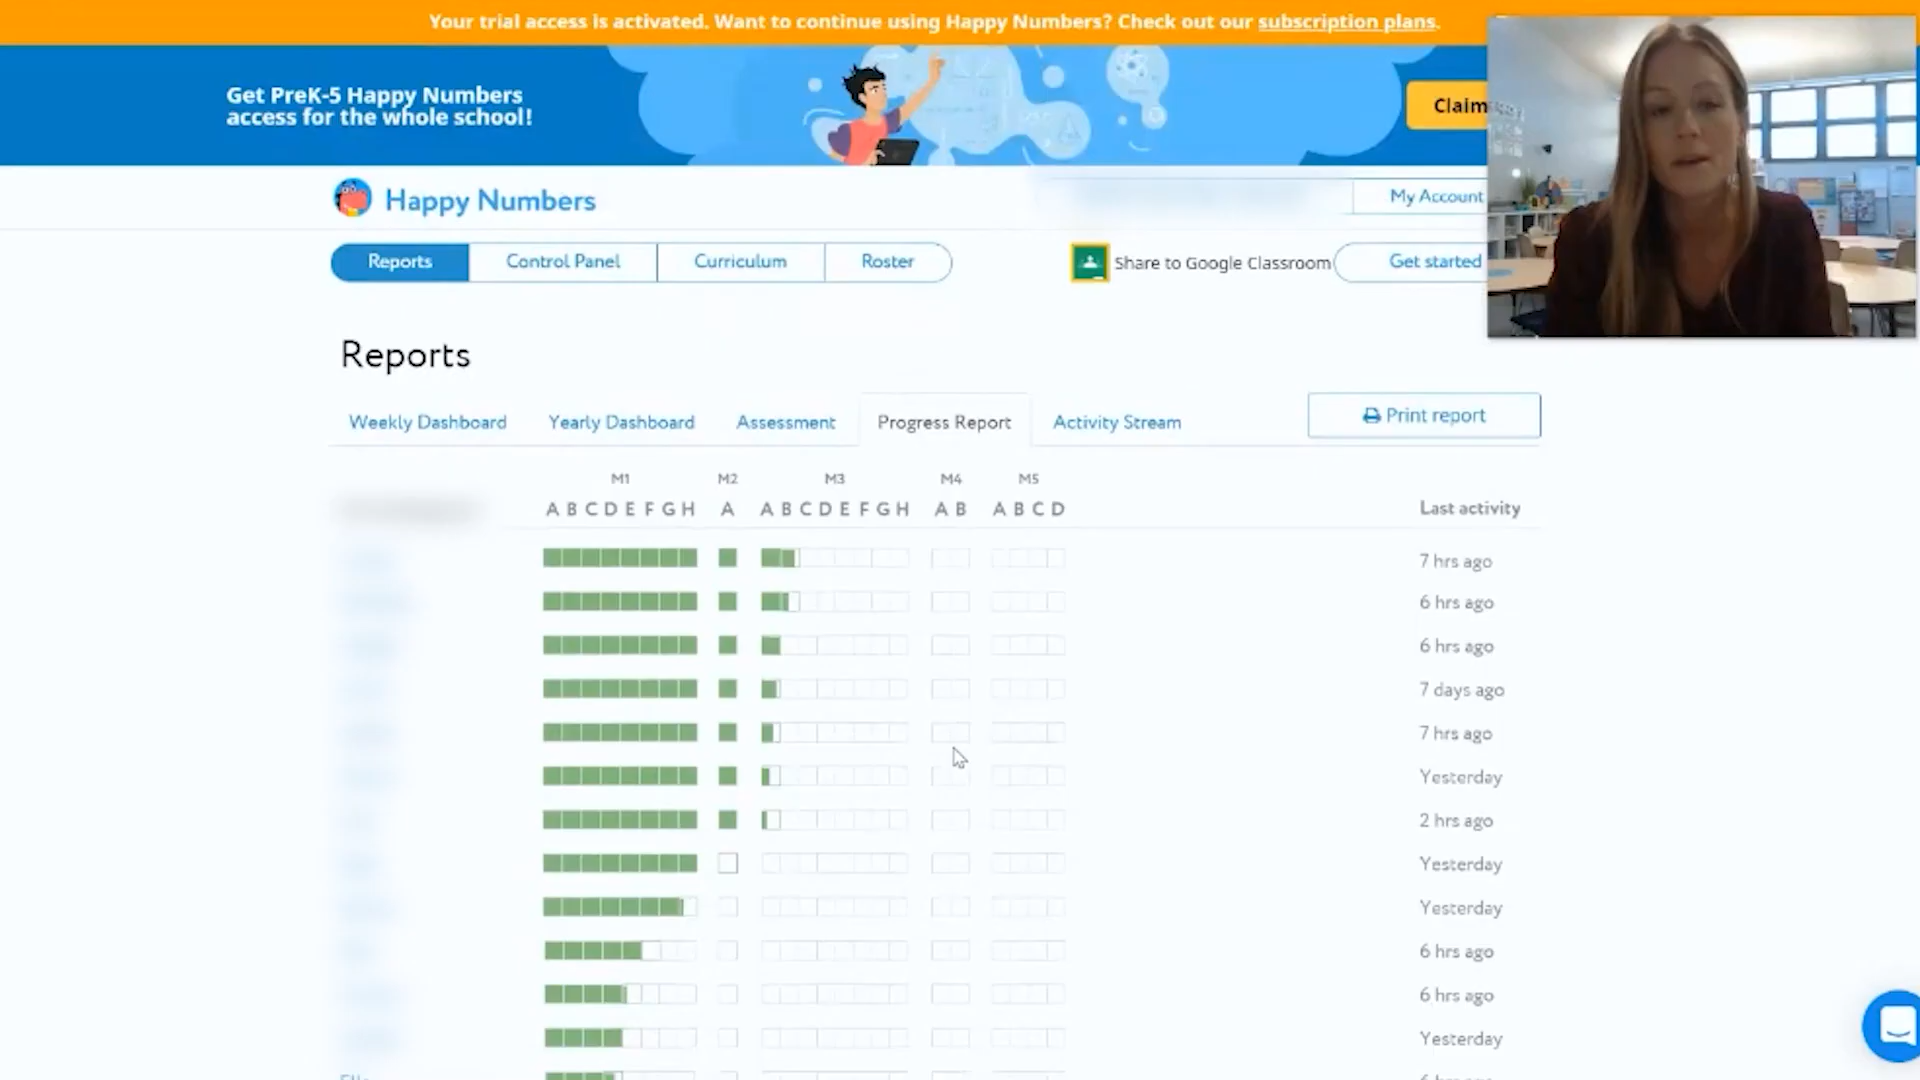 Your trial access is activated. Want to continue using Happy Numbers? Check out our subscription plans.
Get PreK-5 Happy Numbers
access for the whole school!
Claim
Happy Numbers
My Account
Reports
Control Panel
Curriculum
Roster
Share to Google Classroom
Get started
Reports
Weekly Dashboard
Yearly Dashboard
Assessment
Progress Report
Activity Stream
Print report
M1 M2 M3 M4 M5
A B C D E F G H A A B C D E F G H A B A B C D Last activity
7 hrs ago
6 hrs ago
6 hrs ago
7 days ago
7 hrs ago
Yesterday
2 hrs ago
Yesterday
Yesterday
6 hrs ago
6 hrs ago
Yesterday